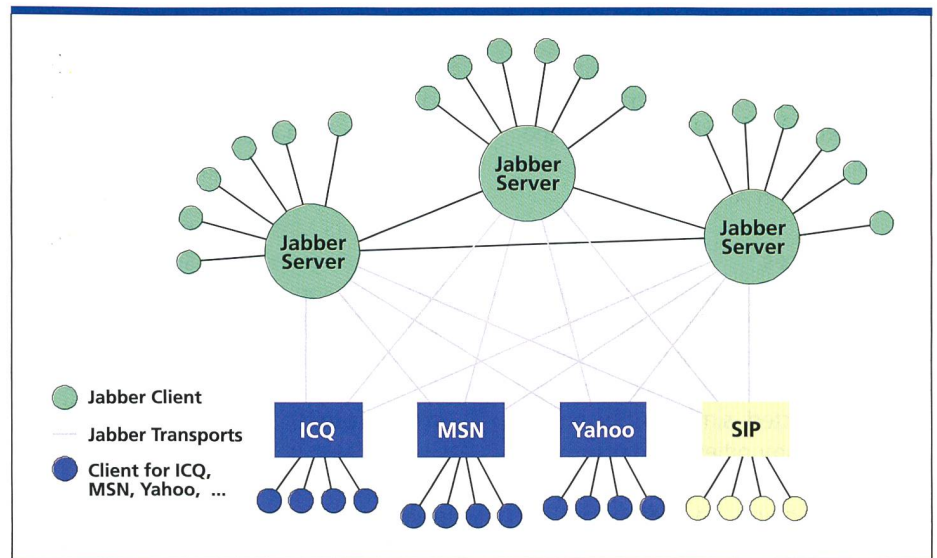 Jabber
Server
Jabber
Server
Jabber
Server
Jabber Client
Jabber Transports
Client for ICQ,
MSN, Yahoo, ...
ICQ
MSN
Yahoo
SIP